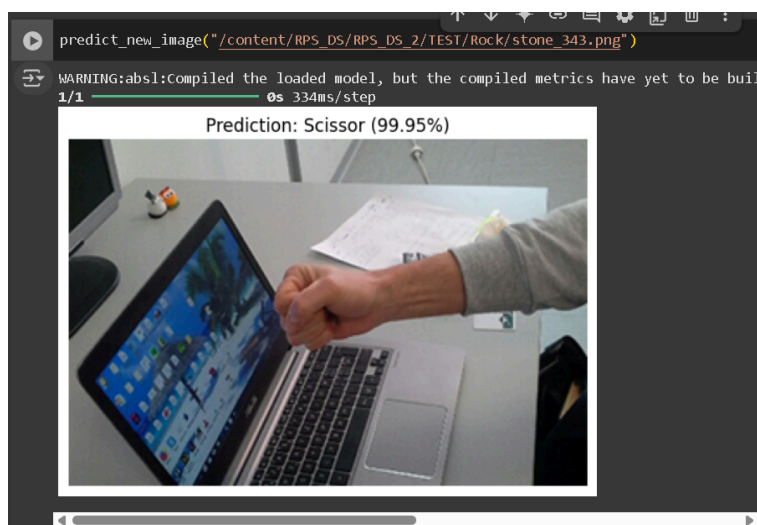 predict_new_image("/content/RPS_DS/RPS_DS_2/TEST/Rock/stone_343.png")
WARNING:absl:Compiled the loaded model, but the compiled metrics have yet to be buil
1/1 ━━━━━━━━━━━━━━━━━━━━ 0s 334ms/step
Prediction: Scissor (99.95%)